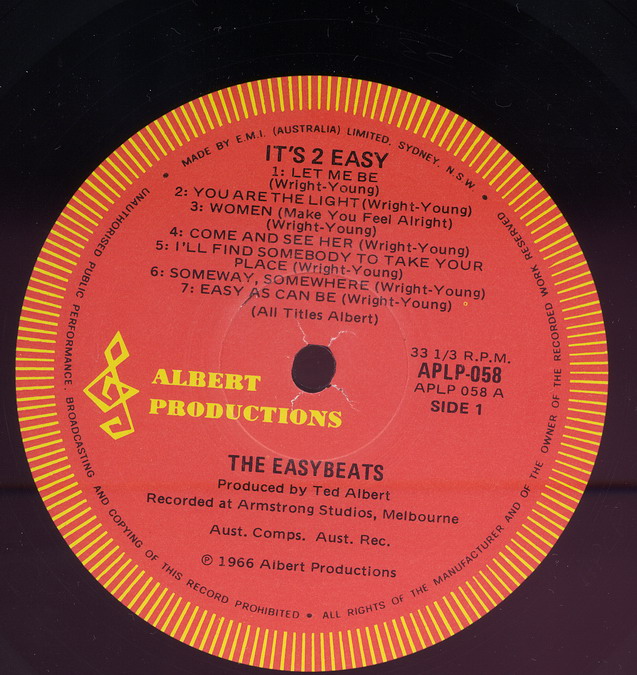 MADE BY E.M.I. (AUSTRALIA) LIMITED, SYDNEY, N.S.W.
IT'S 2 EASY
1: LET ME BE
(Wright-Young)
2: YOU ARE THE LIGHT (Wright-Young)
3: WOMEN (Make You Feel Alright)
(Wright-Young)
4: COME AND SEE HER (Wright-Young)
5: I'LL FIND SOMEBODY TO TAKE YOUR
PLACE (Wright-Young)
6: SOMEWAY, SOMEWHERE (Wright-Young)
7: EASY AS CAN BE (Wright-Young)
(All Titles Albert)
33 1/3 R.P.M.
APLP-058
APLP 058 A
SIDE 1
ALBERT
PRODUCTIONS
THE EASYBEATS
Produced by Ted Albert
Recorded at Armstrong Studios, Melbourne
Aust. Comps. Aust. Rec.
℗ 1966 Albert Productions
UNAUTHORISED PUBLIC PERFORMANCE, BROADCASTING AND COPYING OF THIS RECORD PROHIBITED • ALL RIGHTS OF THE MANUFACTURER AND OF THE OWNER OF THE RECORDED WORK RESERVED